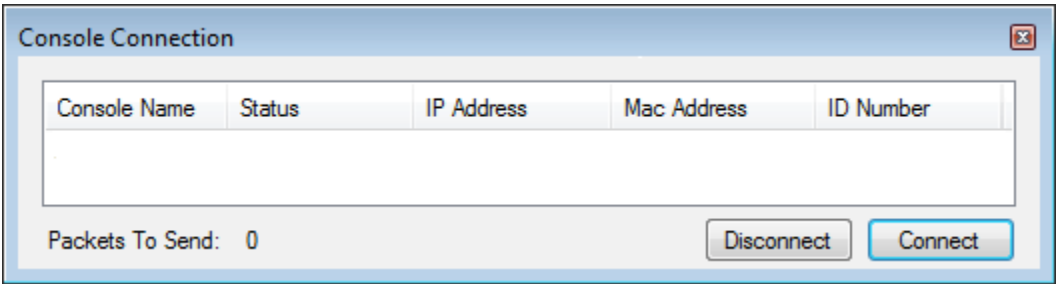 Console Connection
Console Name Status IP Address Mac Address ID Number
Packets To Send: 0 Disconnect Connect